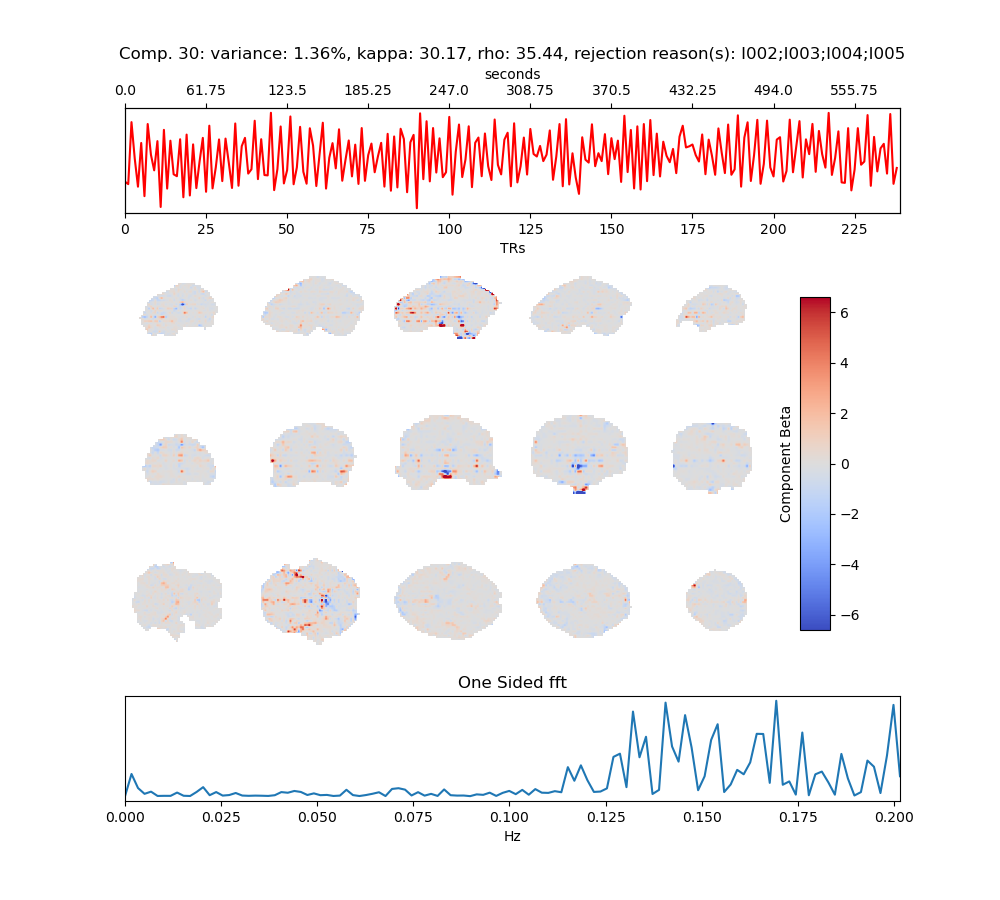 Comp. 30: variance: 1.36%, kappa: 30.17, rho: 35.44, rejection reason(s): I002;I003;I004;I005
seconds
0.0 61.75 123.5 185.25 247.0 308.75 370.5 432.25 494.0 555.75
0 25 50 75 100 125 150 175 200 225
TRs
6
4
2
0
−2
−4
−6
Component Beta
One Sided fft
0.000 0.025 0.050 0.075 0.100 0.125 0.150 0.175 0.200
Hz